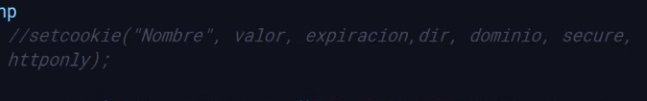 hp
//setcookie("Nombre", valor, expiracion,dir, dominio, secure,
httponly);